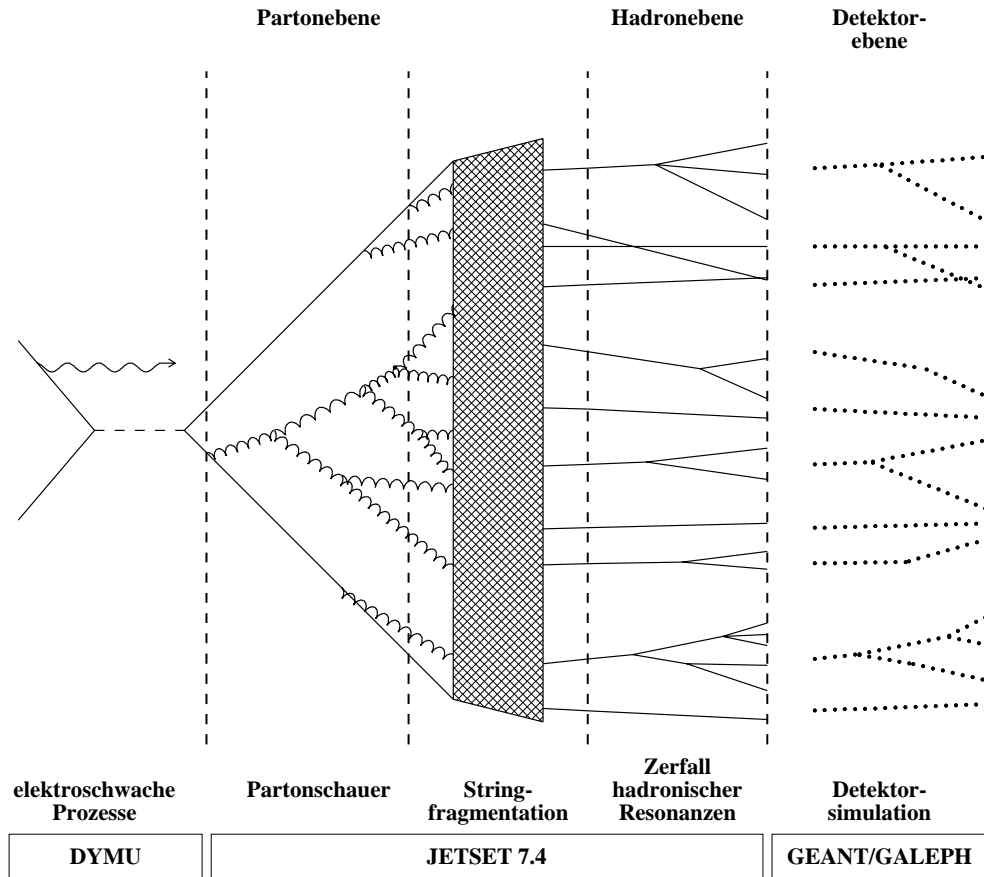 Partonebene
Hadronebene
Detektor-
ebene
elektroschwache
Prozesse
Partonschauer
String-
fragmentation
Zerfall
hadronischer
Resonanzen
Detektor-
simulation
DYMU
JETSET 7.4
GEANT/GALEPH